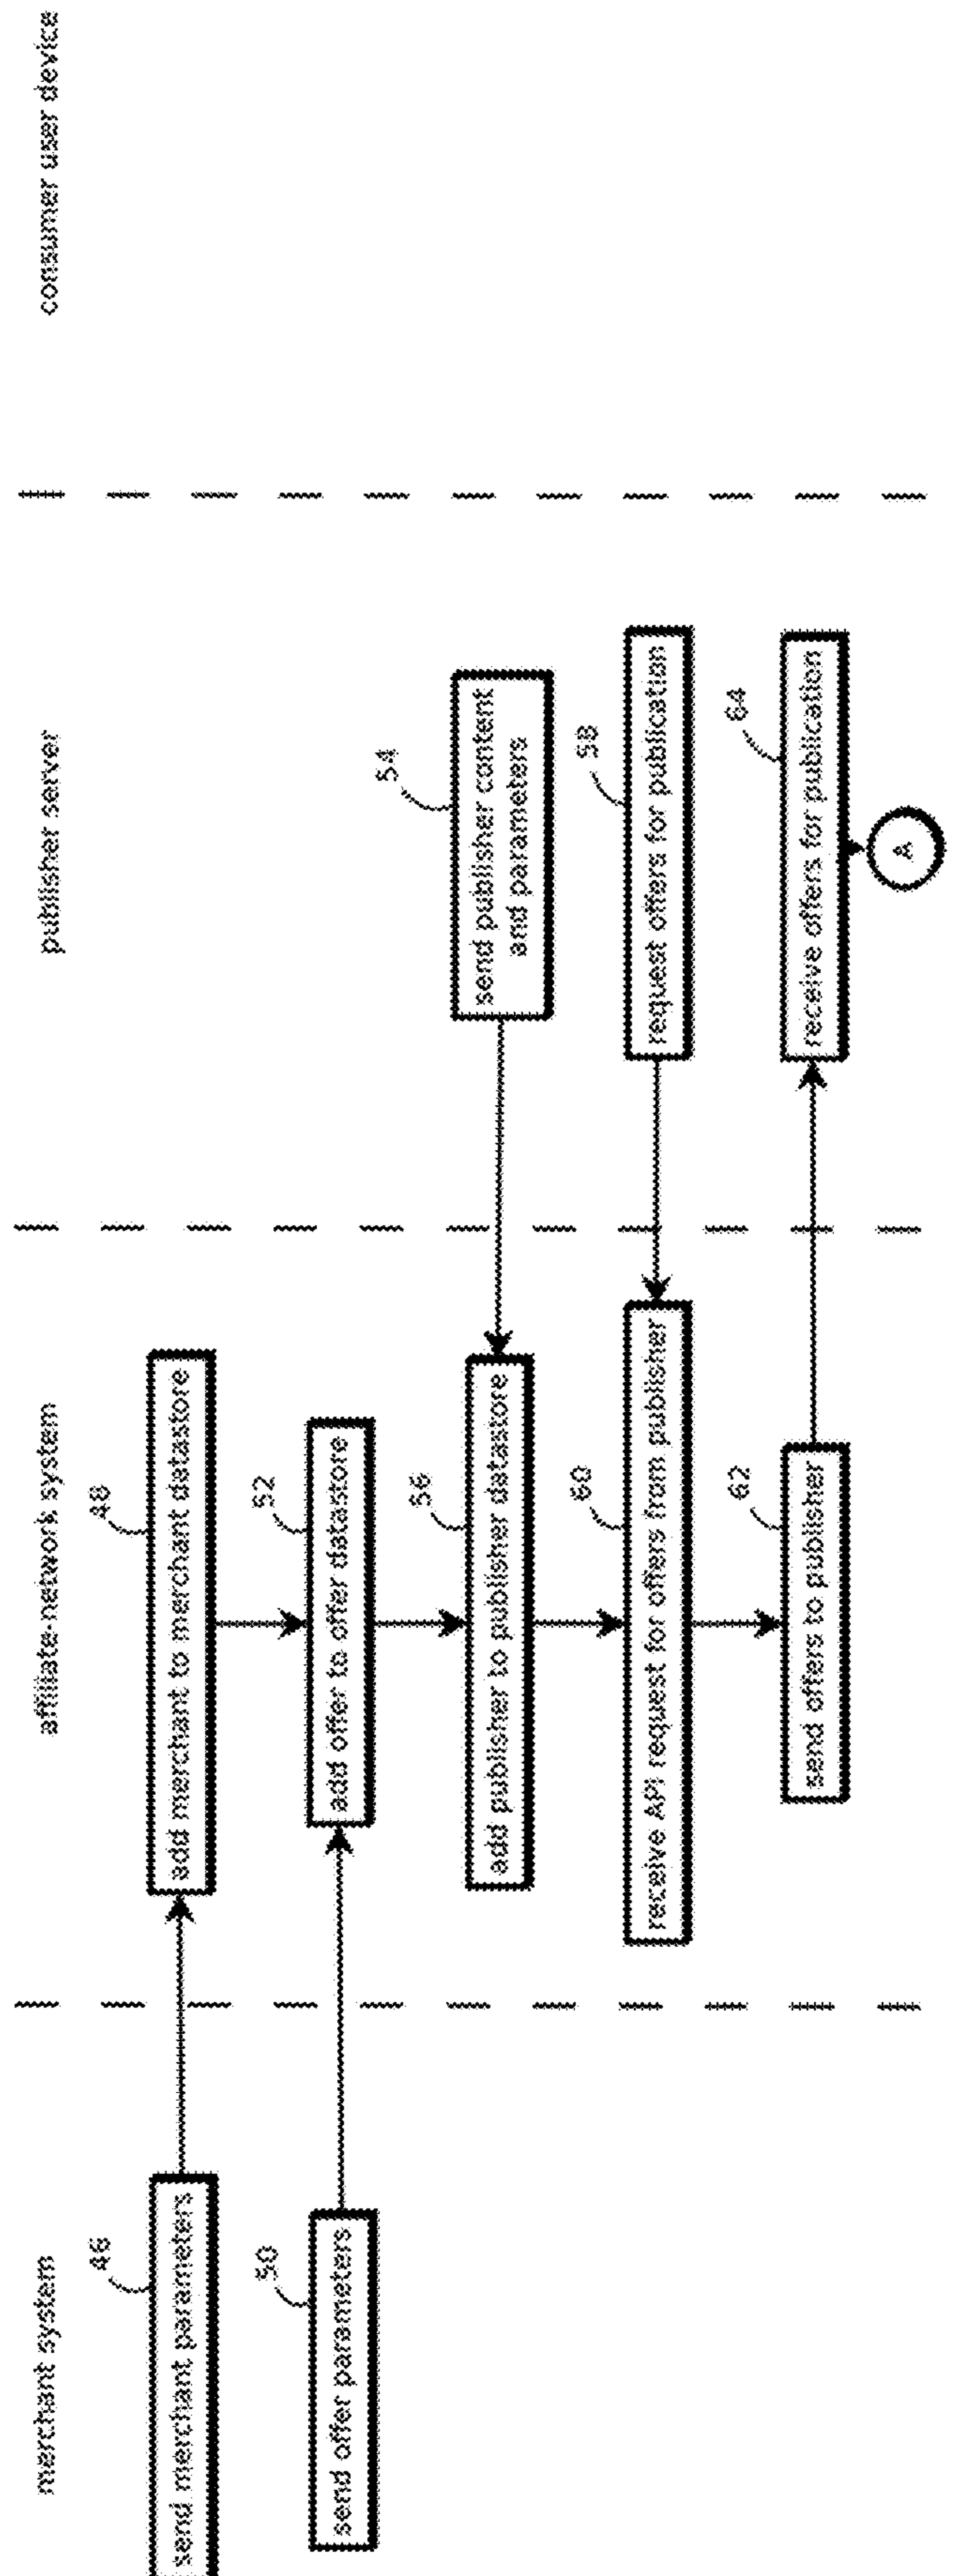 merchant system
affiliate-network system
publisher server
consumer user device
46
send merchant parameters
48
add merchant to merchant datastore
50
send offer parameters
52
add offer to offer datastore
54
send publisher content
and parameters
56
add publisher to publisher datastore
58
request offers for publication
60
receive API request for offers from publisher
62
send offers to publisher
64
receive offers for publication
A